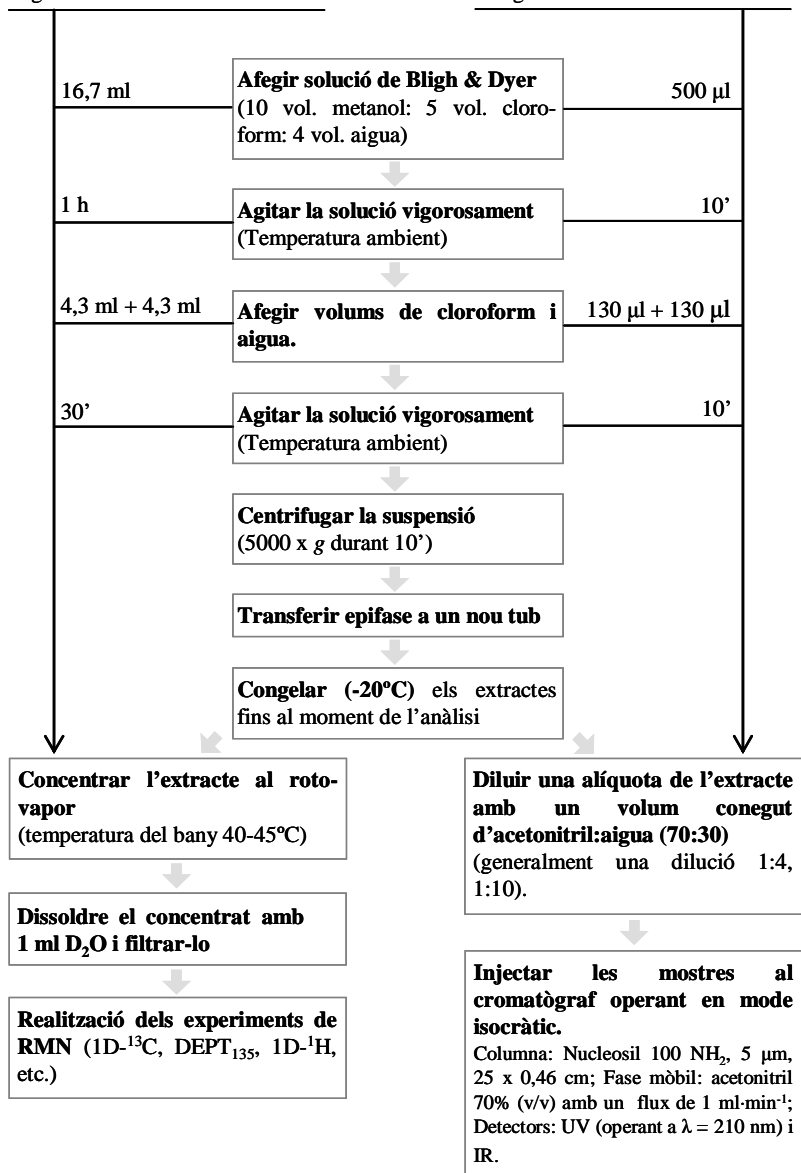 16,7 ml
Afegir solució de Bligh & Dyer
(10 vol. metanol: 5 vol. cloro-
form: 4 vol. aigua)
500 µl
1 h
Agitar la solució vigorosament
(Temperatura ambient)
10’
4,3 ml + 4,3 ml
Afegir volums de cloroform i
aigua.
130 µl + 130 µl
30’
Agitar la solució vigorosament
(Temperatura ambient)
10’
Centrifugar la suspensió
(5000 x g durant 10’)
Transferir epifase a un nou tub
Congelar (-20ºC) els extractes
fins al moment de l’anàlisi
Concentrar l’extracte al roto-
vapor
(temperatura del bany 40-45ºC)
Dissoldre el concentrat amb
1 ml D₂O i filtrar-lo
Realització dels experiments de
RMN (1D-¹³C, DEPT₁₃₅, 1D-¹H,
etc.)
Diluir una alíquota de l’extracte
amb un volum conegut
d’acetonitril:aigua (70:30)
(generalment una dilució 1:4,
1:10).
Injectar les mostres al
cromatògraf operant en mode
isocràtic.
Columna: Nucleosil 100 NH₂, 5 µm,
25 x 0,46 cm; Fase mòbil: acetonitril
70% (v/v) amb un flux de 1 ml·min⁻¹;
Detectors: UV (operant a λ = 210 nm) i
IR.